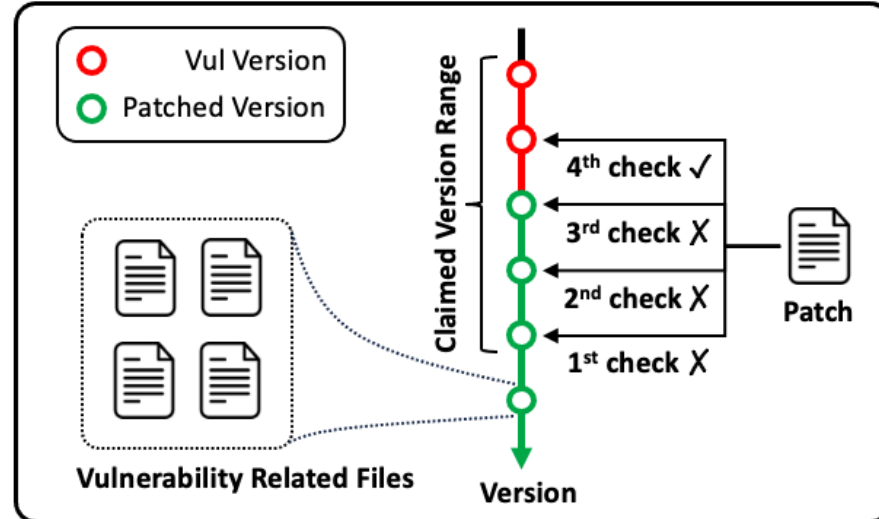 Vul Version
Patched Version
Claimed Version Range
4th check ✓
3rd check ✗
2nd check ✗
1st check ✗
Patch
Vulnerability Related Files
Version